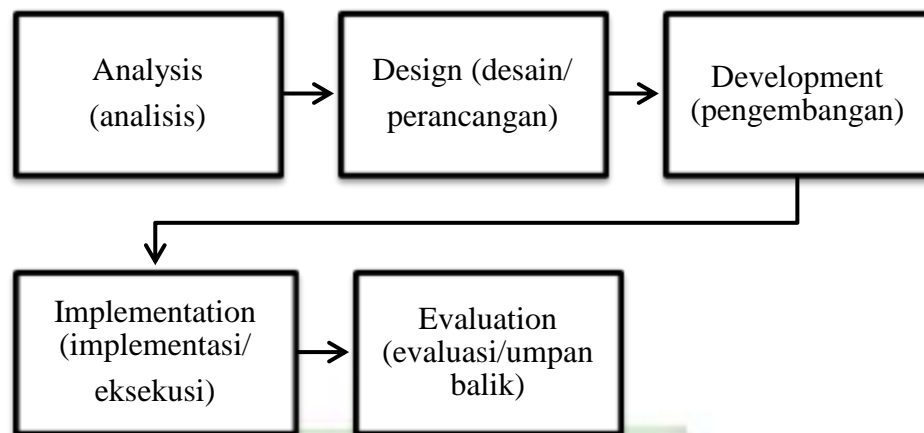 Analysis
(analisis)
Design (desain/
perancangan)
Development
(pengembangan)
Implementation
(implementasi/
eksekusi)
Evaluation
(evaluasi/umpan
balik)